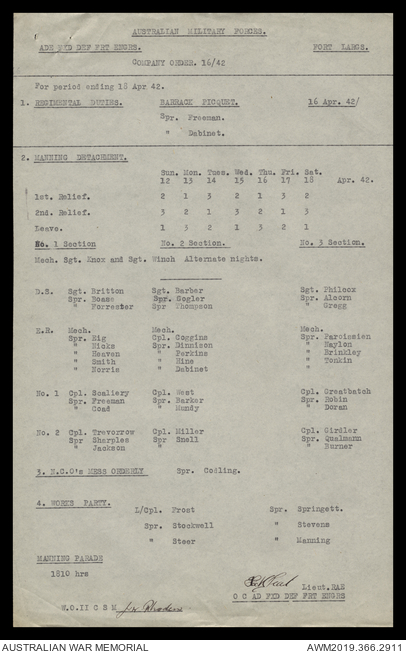 AUSTRALIAN MILITARY FORCES.
ADE FXD DEF FRT ENGRS. FORT LARGS.
COMPANY ORDER. 16/42
For period ending 18 Apr 42.
1. REGIMENTAL DUTIES. BARRACK PICQUET. 16 Apr. 42/
Spr. Freeman.
" Dabinet.
2. MANNING DETACHMENT.
Sun. Mon. Tues. Wed. Thu. Fri. Sat.
12 13 14 15 16 17 18 Apr. 42.
1st. Relief. 2 1 3 2 1 3 2
2nd. Relief. 3 2 1 3 2 1 3
Leave. 1 3 2 1 3 2 1
No. 1 Section No. 2 Section. No. 3 Section.
Mech. Sgt. Knox and Sgt. Winch Alternate nights.
D.S. Sgt. Britton Sgt. Barber Sgt. Philcox
Spr. Boase Spr. Gogler Spr. Alcorn
" Forrester Spr Thompson " Gregg
E.R. Mech. Mech. Mech.
Spr. Rig Cpl. Coggins Spr. Paroissien
" Hicks Spr. Dinnison " Naylon
" Heaven " Perkins " Brinkley
" Smith " Hine " Tonkin
" Norris " Dabinet "
No. 1 Cpl. Scallery Cpl. West Cpl. Greatbatch
Spr. Freeman Spr. Barker Spr. Robin
" Coad " Mundy " Doran
No. 2 Cpl. Trevorrow Cpl. Miller Cpl. Girdler
Spr Sharples Spr Snell Spr. Qualmann
" Jackson " " Burner
3. N.C.O's MESS ORDERLY Spr. Codling.
4. WORKS PARTY.
L/Cpl. Frost Spr. Springett.
Spr. Stockwell " Stevens
" Steer " Manning
MANNING PARADE
1810 hrs
Lieut.RAE
O C AD FXD DEF FRT ENGRS
W.O.II C S M
AUSTRALIAN WAR MEMORIAL AWM2019.366.2911